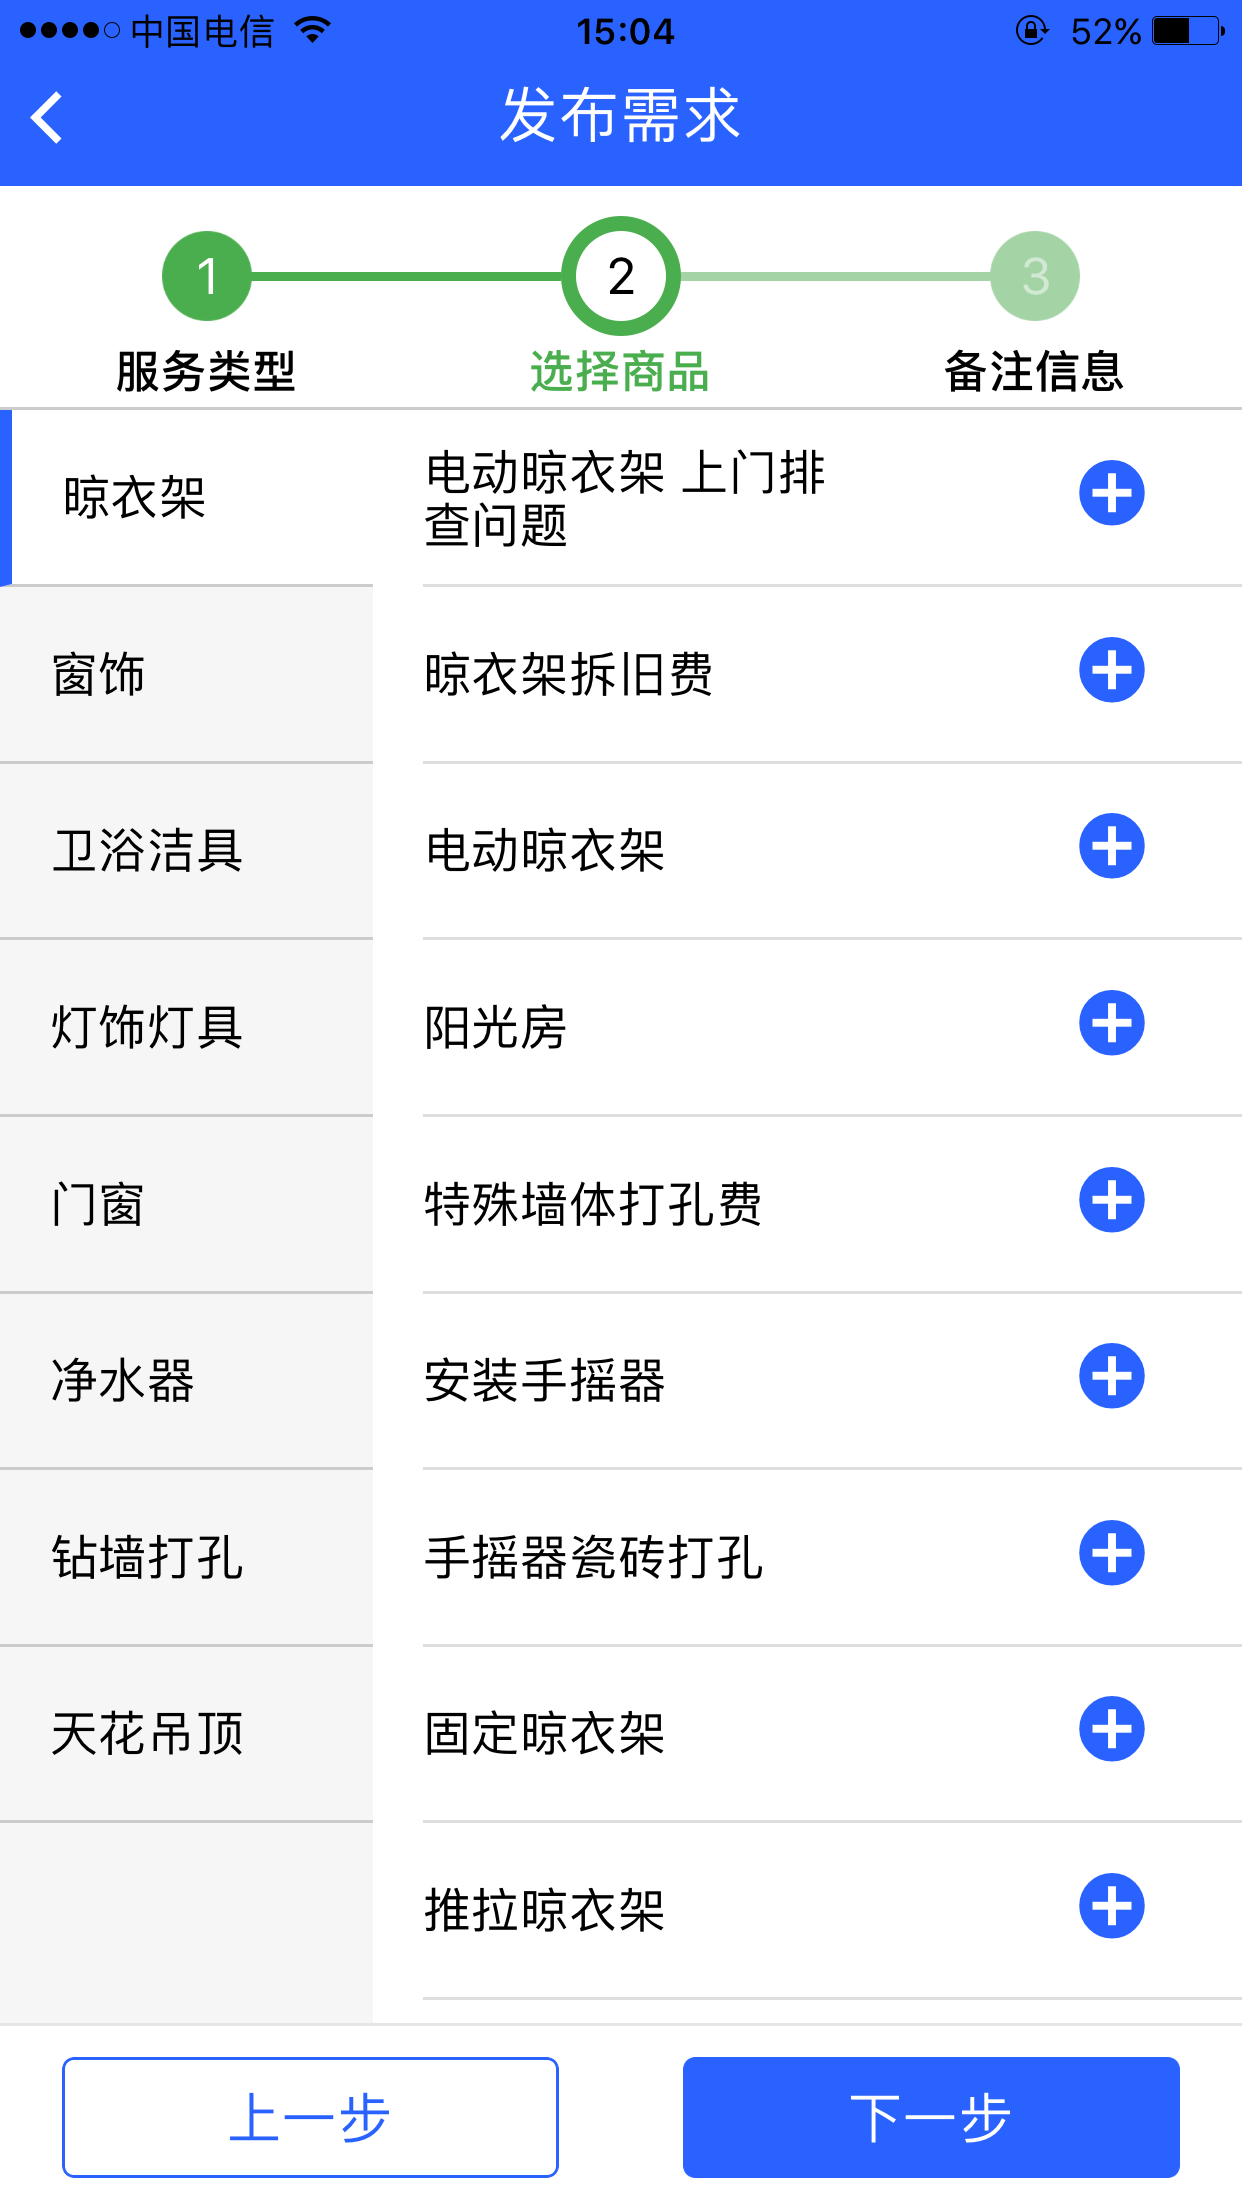 中国电信 15:04 52%
发布需求
1 2 3
服务类型 选择商品 备注信息
晾衣架
窗饰
卫浴洁具
灯饰灯具
门窗
净水器
钻墙打孔
天花吊顶
电动晾衣架 上门排
查问题
晾衣架拆旧费
电动晾衣架
阳光房
特殊墙体打孔费
安装手摇器
手摇器瓷砖打孔
固定晾衣架
推拉晾衣架
上一步 下一步